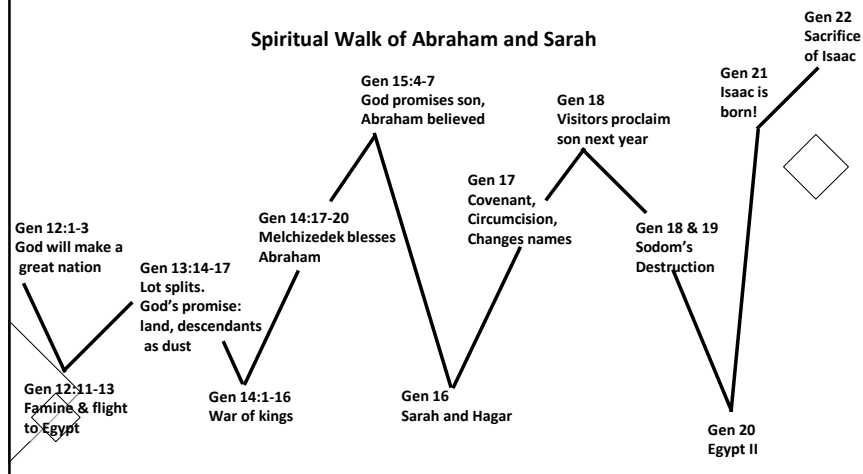 Spiritual Walk of Abraham and Sarah
Gen 12:1-3
God will make a
great nation
Gen 12:11-13
Famine & flight
to Egypt
Gen 13:14-17
Lot splits.
God's promise:
land, descendants
as dust
Gen 14:1-16
War of kings
Gen 14:17-20
Melchizedek blesses
Abraham
Gen 15:4-7
God promises son,
Abraham believed
Gen 16
Sarah and Hagar
Gen 17
Covenant,
Circumcision,
Changes names
Gen 18
Visitors proclaim
son next year
Gen 18 & 19
Sodom's
Destruction
Gen 20
Egypt II
Gen 21
Isaac is
born!
Gen 22
Sacrifice
of Isaac